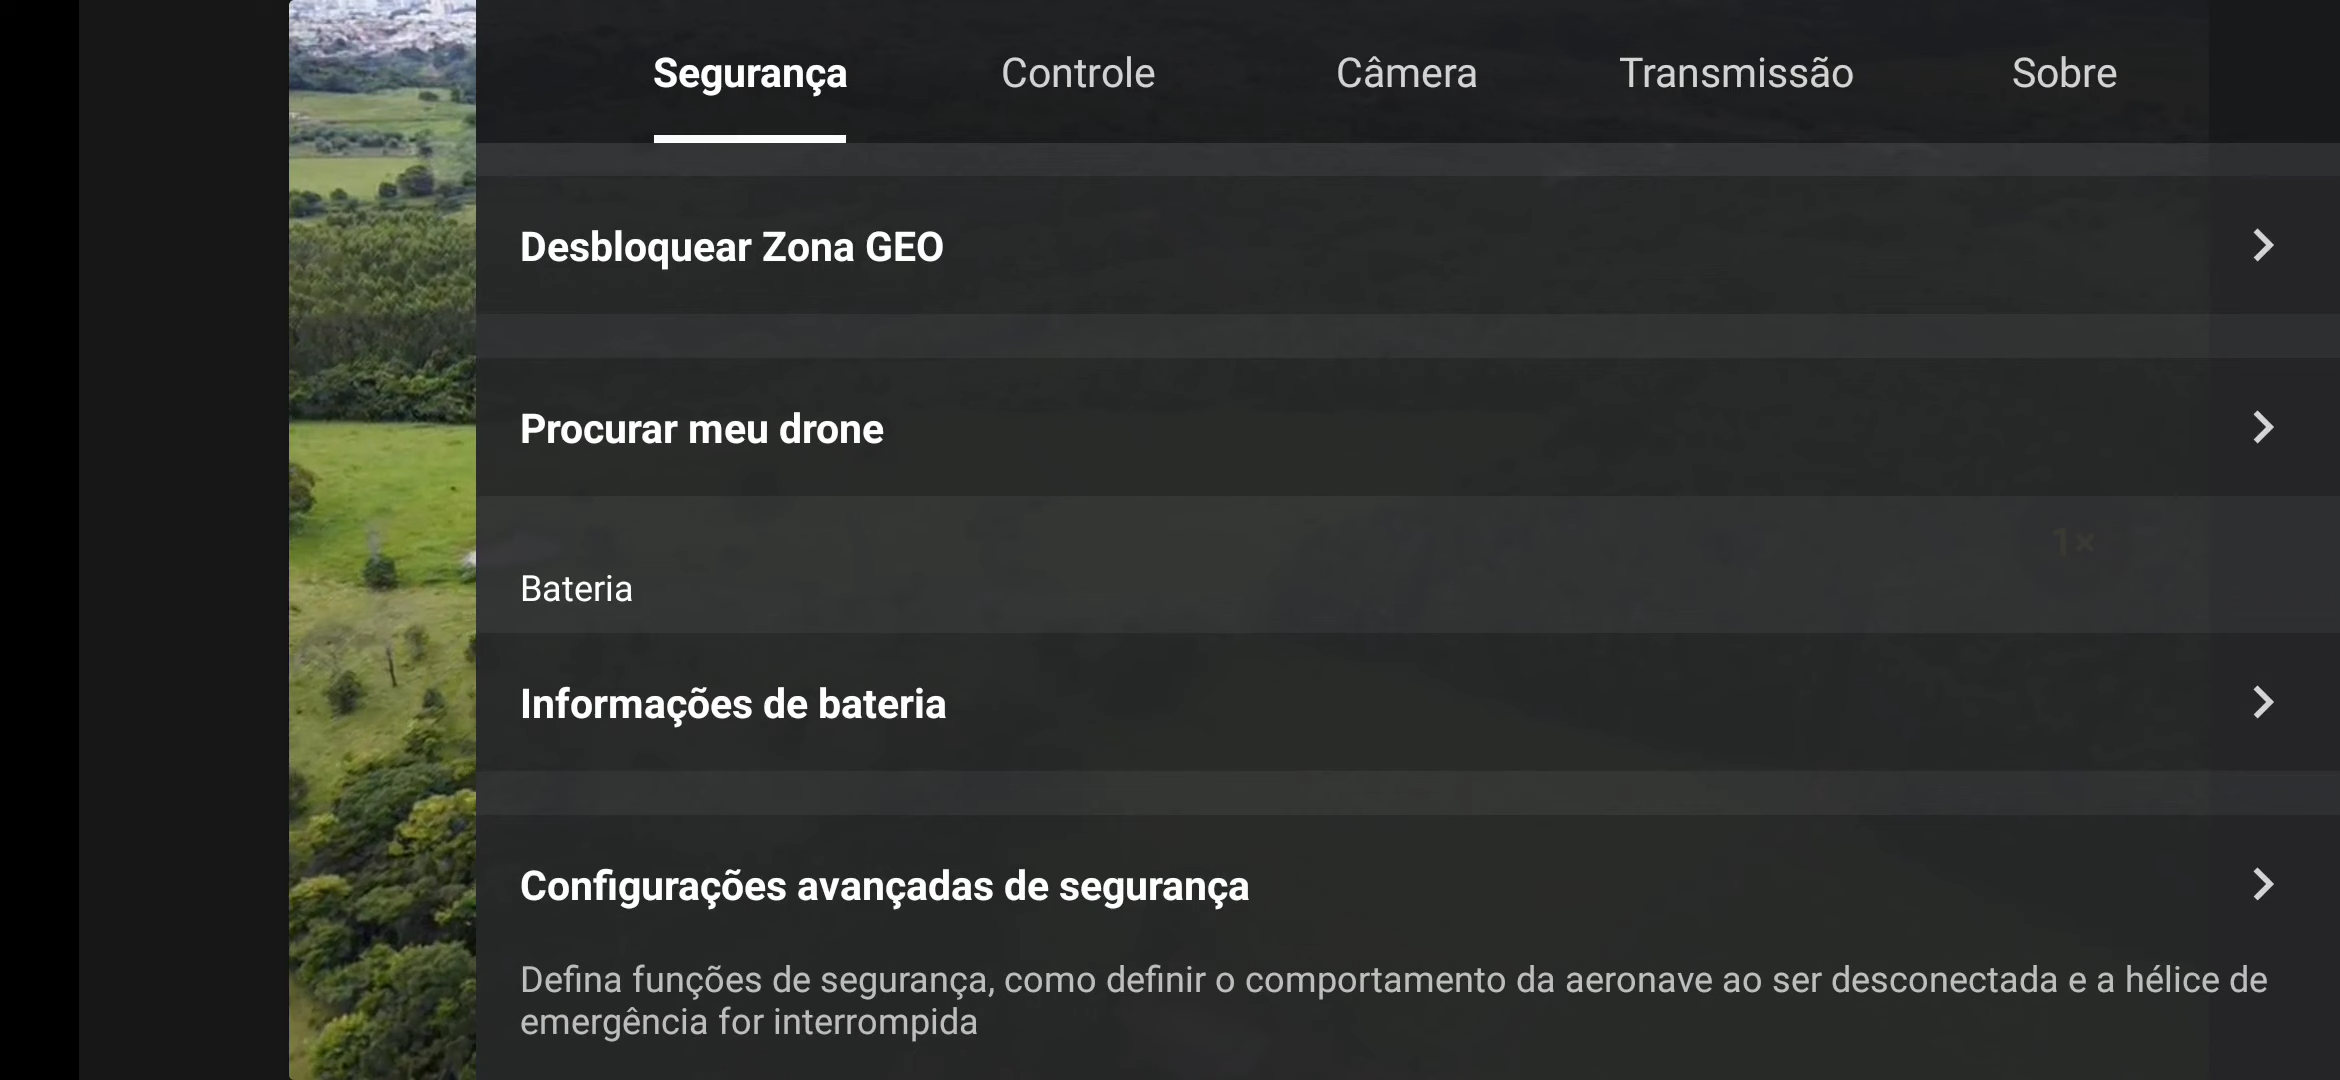 Segurança Controle Câmera Transmissão Sobre
Desbloquear Zona GEO
Procurar meu drone
1×
Bateria
Informações de bateria
Configurações avançadas de segurança
Defina funções de segurança, como definir o comportamento da aeronave ao ser desconectada e a hélice de
emergência for interrompida